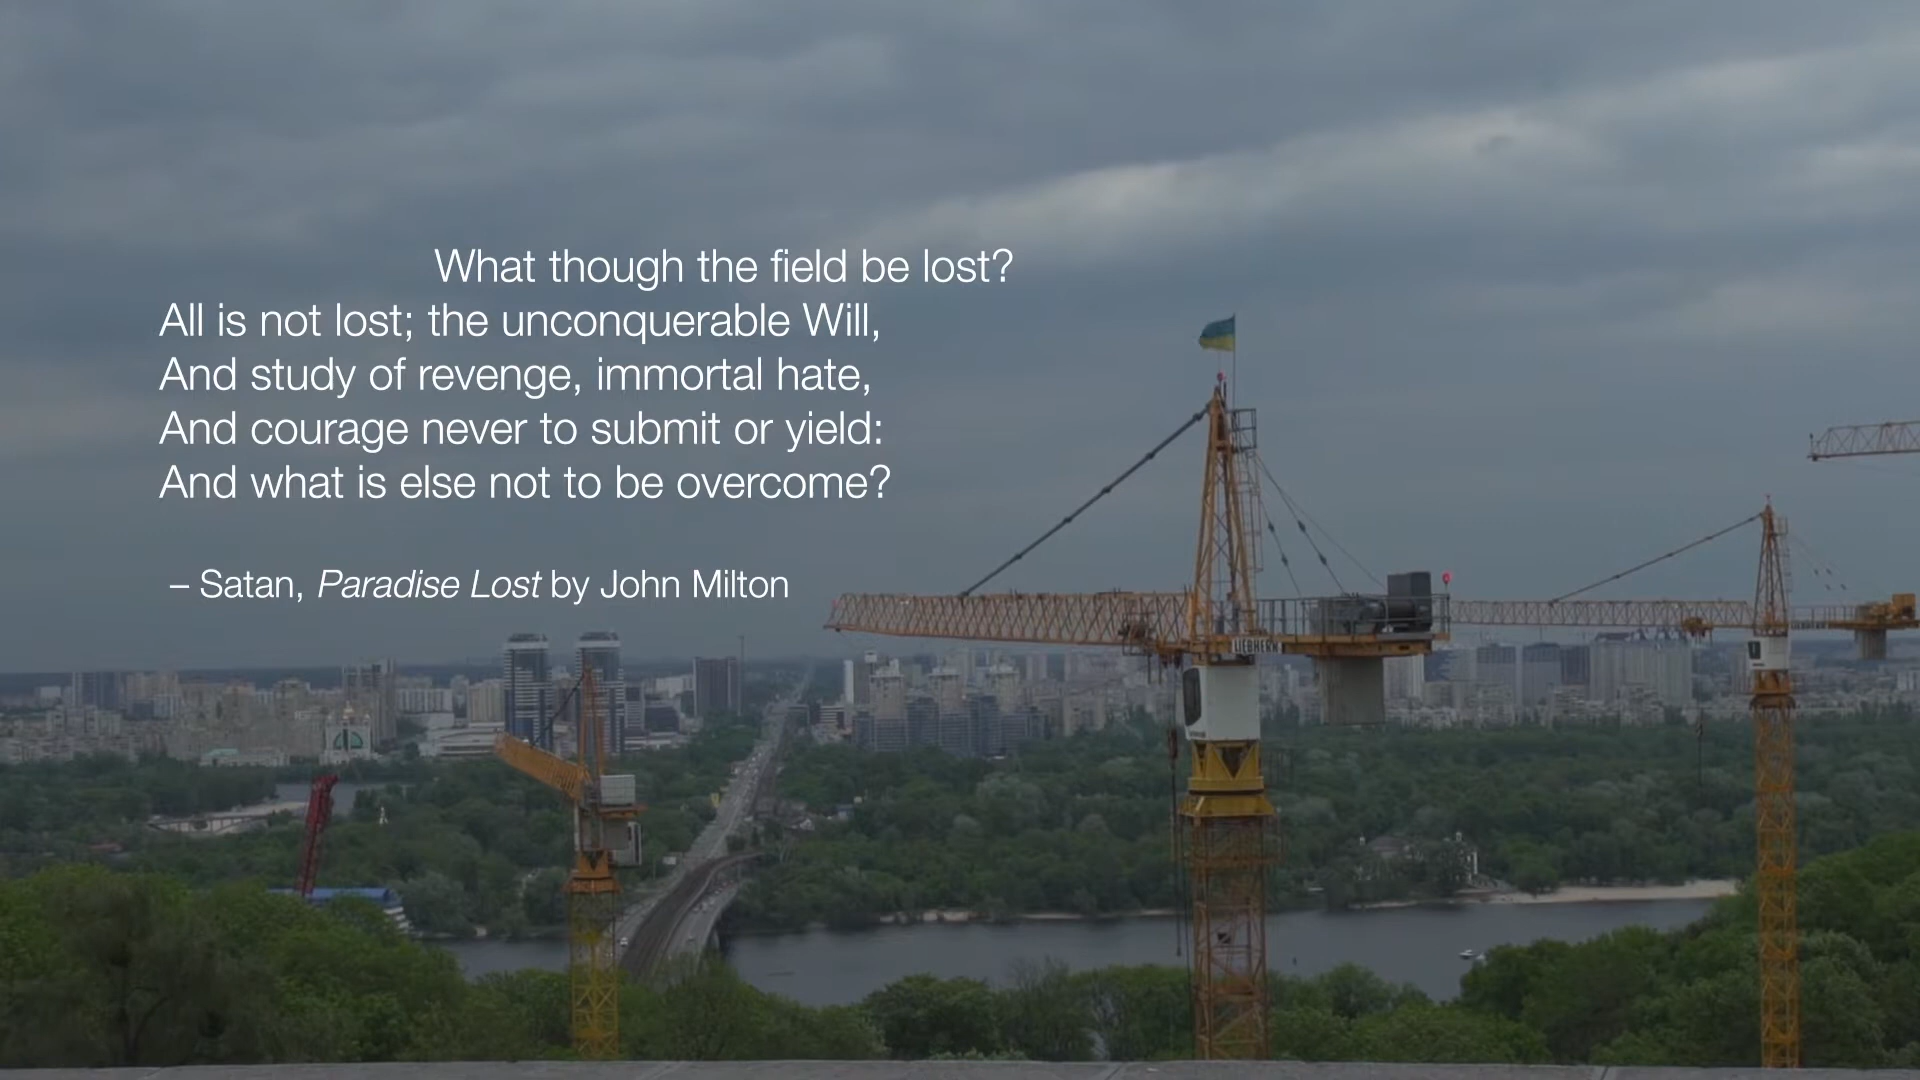 What though the field be lost?
All is not lost; the unconquerable Will,
And study of revenge, immortal hate,
And courage never to submit or yield:
And what is else not to be overcome?
– Satan, Paradise Lost by John Milton
LIEBHERR